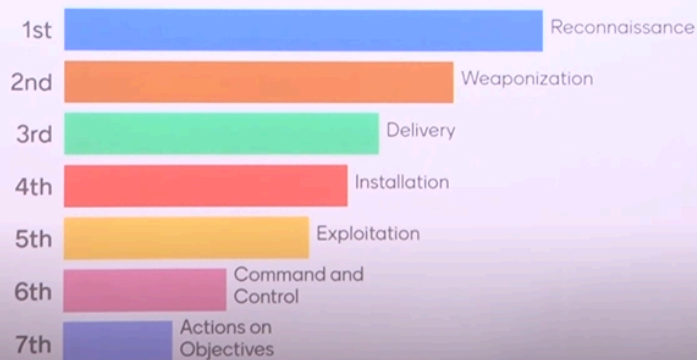 1st Reconnaissance
2nd Weaponization
3rd Delivery
4th Installation
5th Exploitation
6th Command and
Control
7th Actions on
Objectives